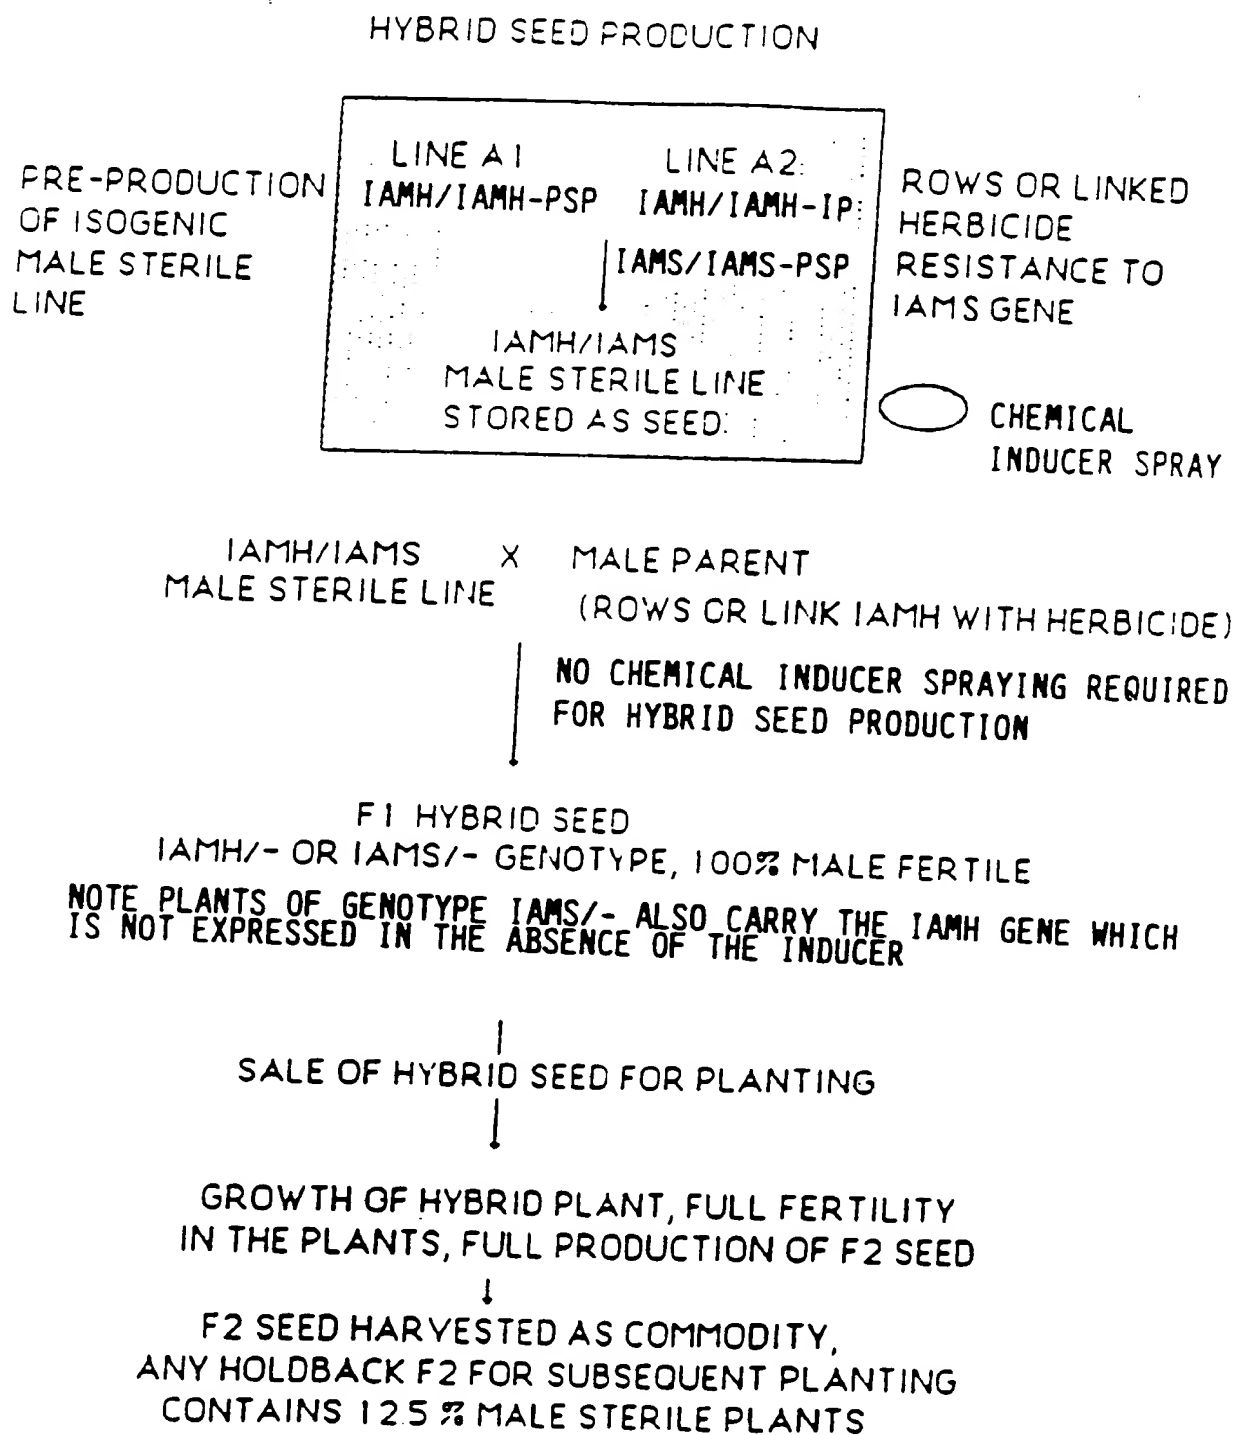 HYBRID SEED PRODUCTION
PRE-PRODUCTION
OF ISOGENIC
MALE STERILE
LINE
LINE A1
IAMH/IAMH-PSP
LINE A2
IAMH/IAMH-IP
IAMS/IAMS-PSP
IAMH/IAMS
MALE STERILE LINE
STORED AS SEED
ROWS OR LINKED
HERBICIDE
RESISTANCE TO
IAMS GENE
CHEMICAL
INDUCER SPRAY
IAMH/IAMS X MALE PARENT
MALE STERILE LINE
(ROWS OR LINK IAMH WITH HERBICIDE)
NO CHEMICAL INDUCER SPRAYING REQUIRED
FOR HYBRID SEED PRODUCTION
F1 HYBRID SEED
IAMH/- OR IAMS/- GENOTYPE, 100% MALE FERTILE
NOTE PLANTS OF GENOTYPE IAMS/- ALSO CARRY THE IAMH GENE WHICH
IS NOT EXPRESSED IN THE ABSENCE OF THE INDUCER
SALE OF HYBRID SEED FOR PLANTING
GROWTH OF HYBRID PLANT, FULL FERTILITY
IN THE PLANTS, FULL PRODUCTION OF F2 SEED
F2 SEED HARVESTED AS COMMODITY,
ANY HOLDBACK F2 FOR SUBSEQUENT PLANTING
CONTAINS 12.5% MALE STERILE PLANTS